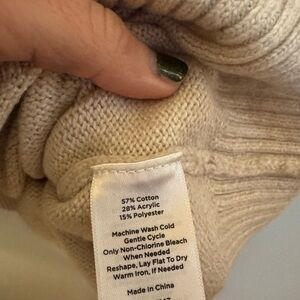 57% Cotton
28% Acrylic
15% Polyester
Machine Wash Cold
Gentle Cycle
Only Non-Chlorine Bleach
When Needed
Reshape, Lay Flat To Dry
Warm Iron, If Needed
Made in China